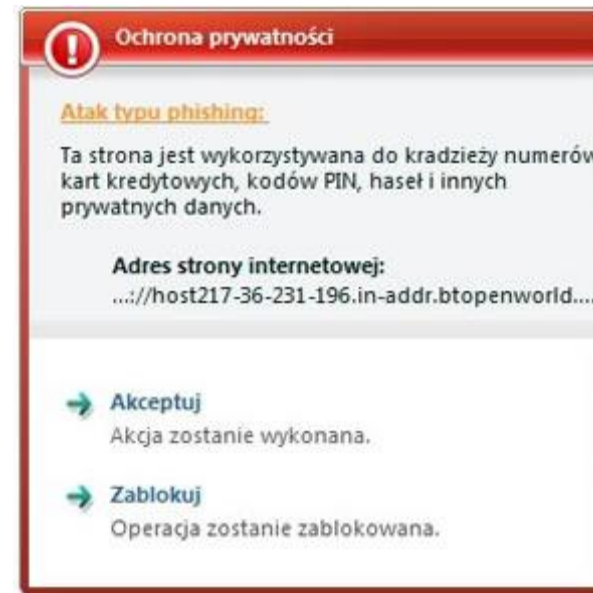 Ochrona prywatności
Atak typu phishing:
Ta strona jest wykorzystywana do kradzieży numerów
kart kredytowych, kodów PIN, haseł i innych
prywatnych danych.
Adres strony internetowej:
...://host217-36-231-196.in-addr.btopenworld....
Akceptuj
Akcja zostanie wykonana.
Zablokuj
Operacja zostanie zablokowana.